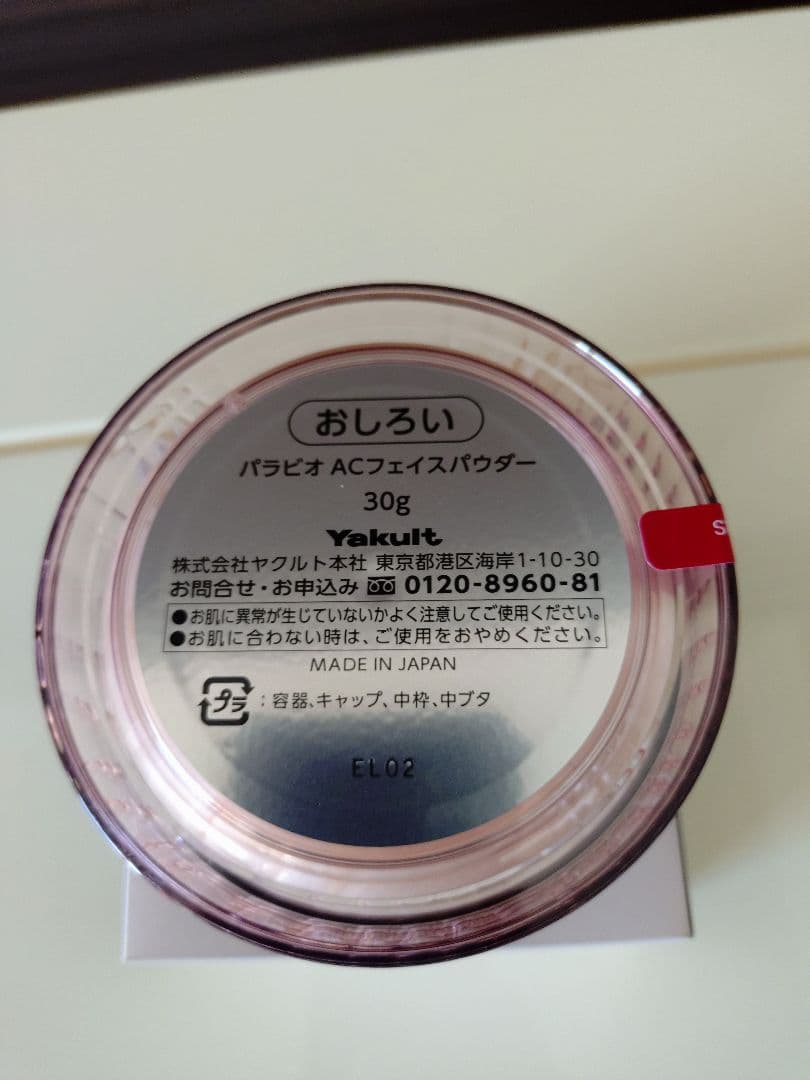 おしろい
パラビオ ACフェイスパウダー
30g
Yakult
株式会社ヤクルト本社 東京都港区海岸1-10-30
お問合せ・お申込み 0120-8960-81
●お肌に異常が生じていないかよく注意してご使用ください。
●お肌に合わない時は、ご使用をおやめください。
MADE IN JAPAN
プラ：容器、キャップ、中枠、中ブタ
EL02